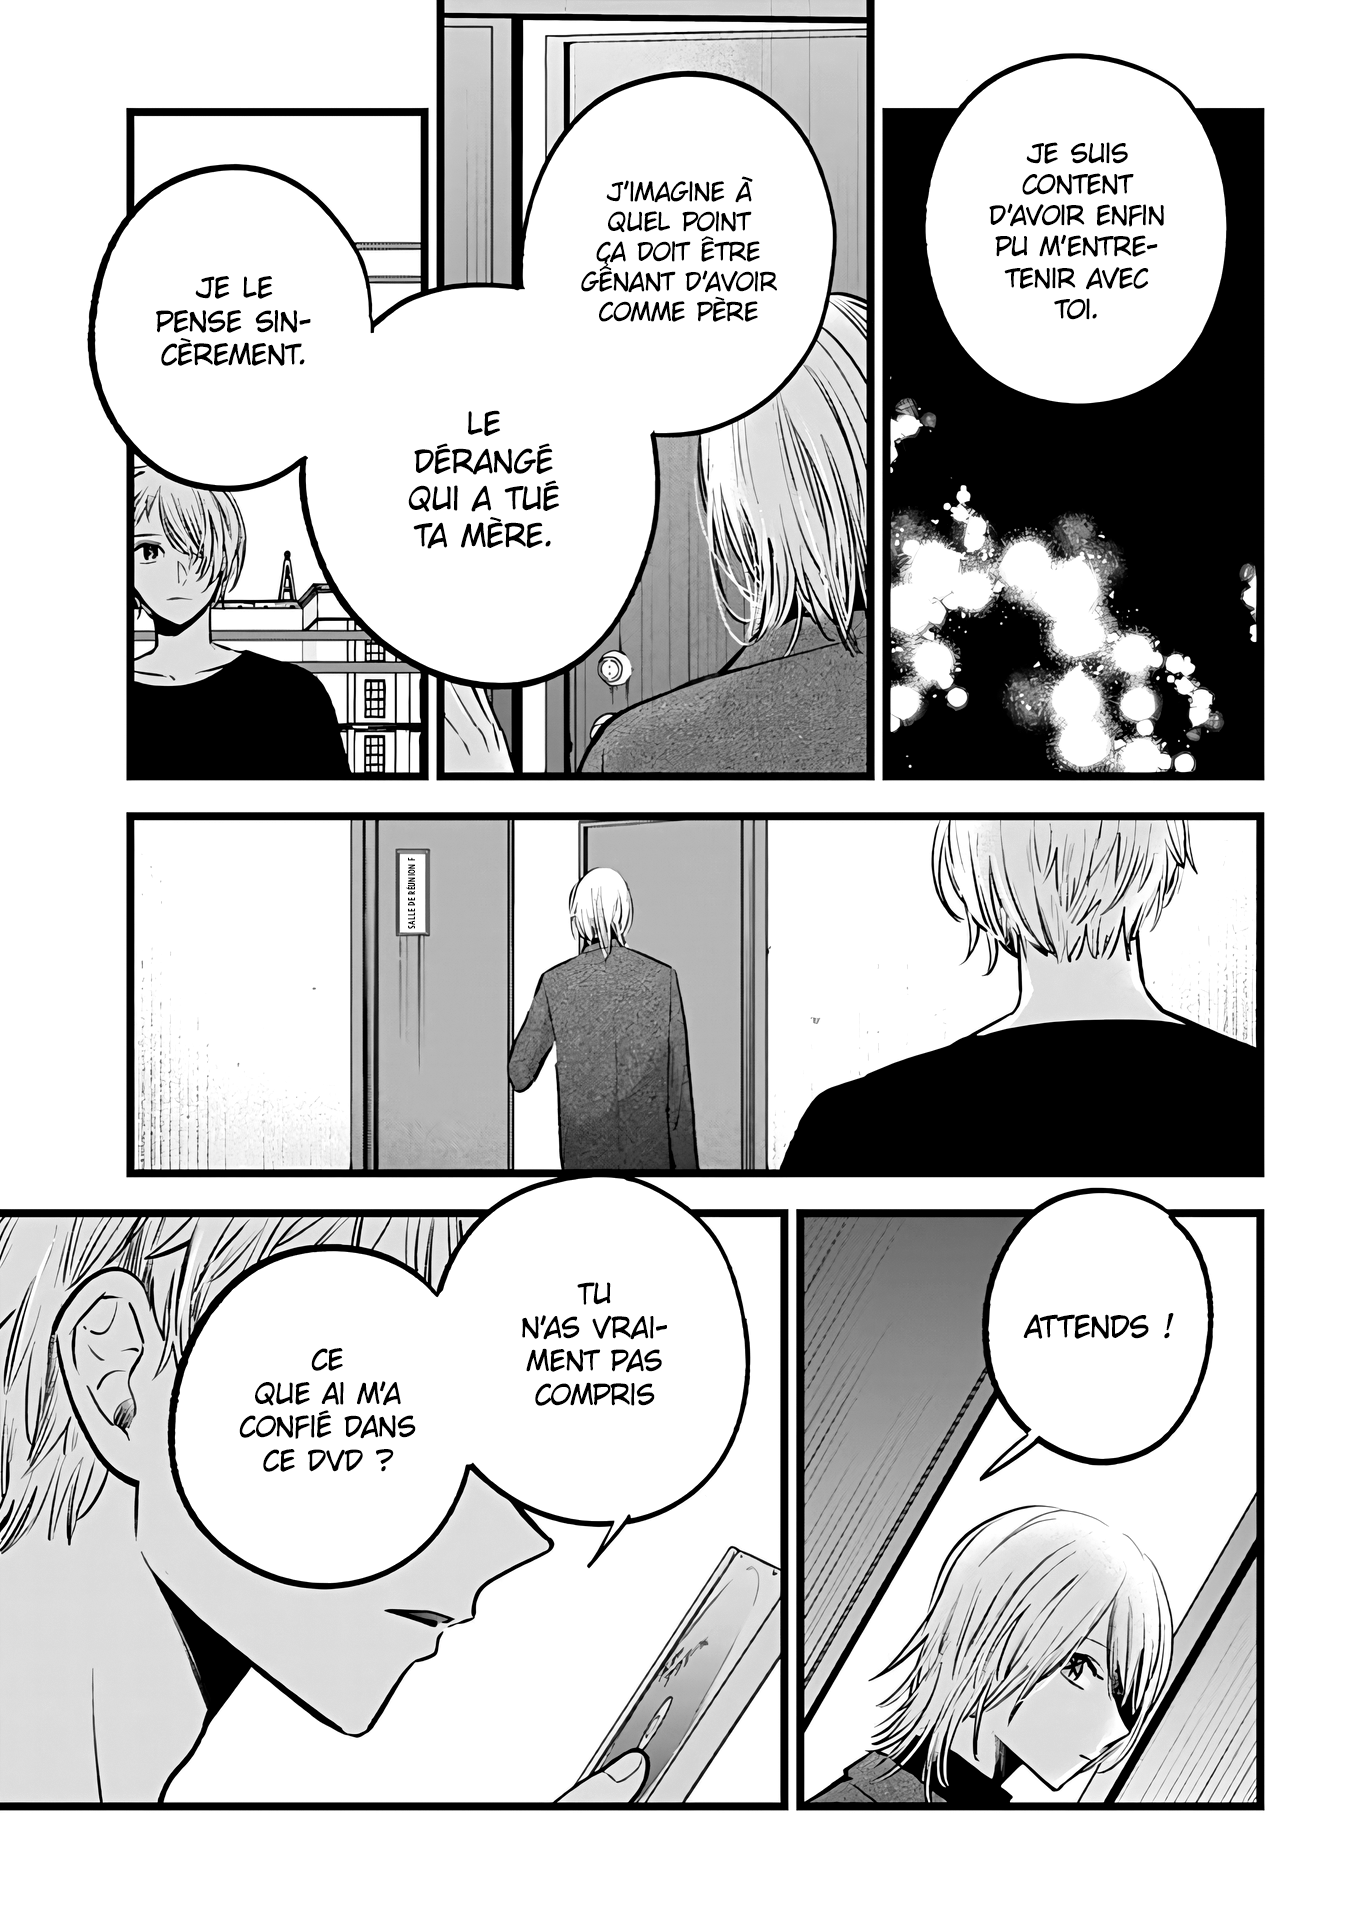 JE SUIS
CONTENT
D'AVOIR ENFIN
PU M'ENTRE-
TENIR AVEC
TOI.
J'IMAGINE À
QUEL POINT
ÇA DOIT ÊTRE
GÊNANT D'AVOIR
COMME PÈRE
LE
DÉRANGÉ
QUI A TUÉ
TA MÈRE.
JE LE
PENSE SIN-
CÈREMENT.
SALLE DE RÉUNION F
ATTENDS !
TU
N'AS VRAI-
MENT PAS
COMPRIS
CE
QUE AI M'A
CONFIÉ DANS
CE DVD ?